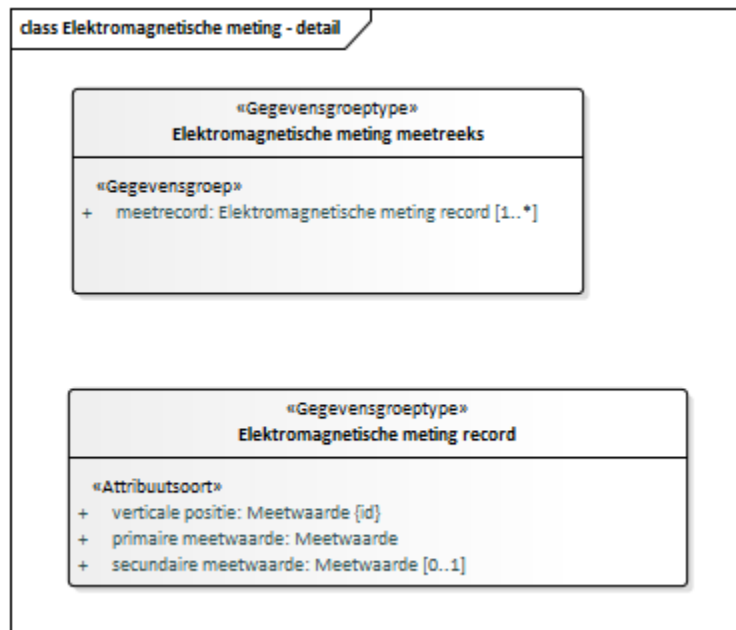 class Elektromagnetische meting - detail
«Gegevensgroeptype»
Elektromagnetische meting meetreeks
«Gegevensgroep»
+ meetrecord: Elektromagnetische meting record [1..*]
«Gegevensgroeptype»
Elektromagnetische meting record
«Attribuutsoort»
+ verticale positie: Meetwaarde {id}
+ primaire meetwaarde: Meetwaarde
+ secundaire meetwaarde: Meetwaarde [0..1]